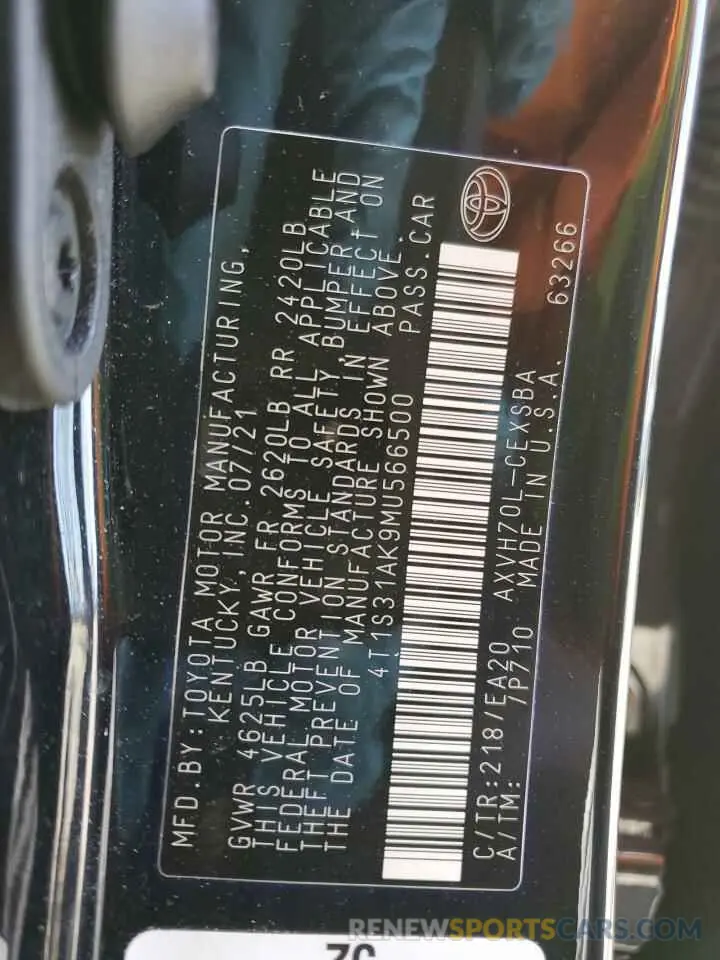 MFD.BY:TOYOTA MOTOR MANUFACTURING,
KENTUCKY,INC.07/21
GVWR 4625LB GAWR FR 2620LB RR 2420LB
THIS VEHICLE CONFORMS TO ALL APPLICABLE
FEDERAL MOTOR VEHICLE SAFETY,BUMPER,AND
THEFT PREVENTION STANDARDS IN EFFECT ON
THE DATE OF MANUFACTURE SHOWN ABOVE.
4T1S31AK9MU566500 PASS.CAR
C/TR:218/EA20 AXVH70L-CEXSBA
A/TM: 7P710 MADE IN U.S.A. 63266
RENEWSPORTSCARS.COM